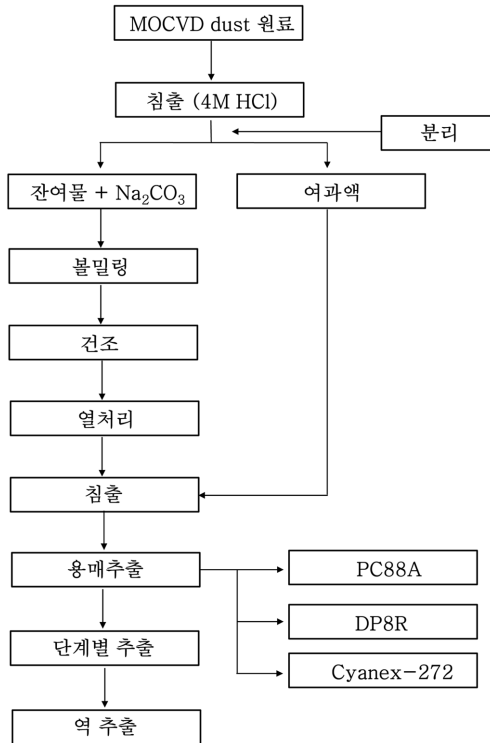 MOCVD dust 원료
침출 (4M HCl)
분리
잔여물 + Na₂CO₃
여과액
볼밀링
건조
열처리
침출
용매추출
PC88A
DP8R
단계별 추출
Cyanex-272
역 추출